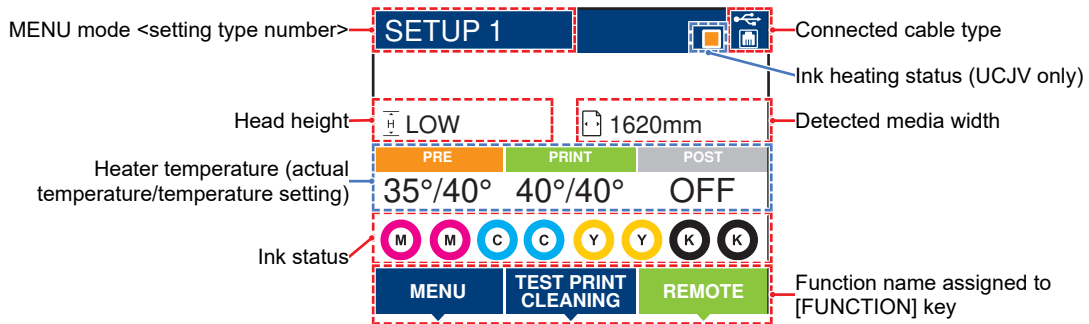 MENU mode <setting type number>
SETUP 1
Connected cable type
Ink heating status (UCJV only)
Head height
H LOW
1620mm
Detected media width
Heater temperature (actual
temperature/temperature setting)
PRE PRINT POST
35°/40° 40°/40° OFF
Ink status
M M C C Y Y K K
MENU
TEST PRINT
CLEANING
REMOTE
Function name assigned to
[FUNCTION] key